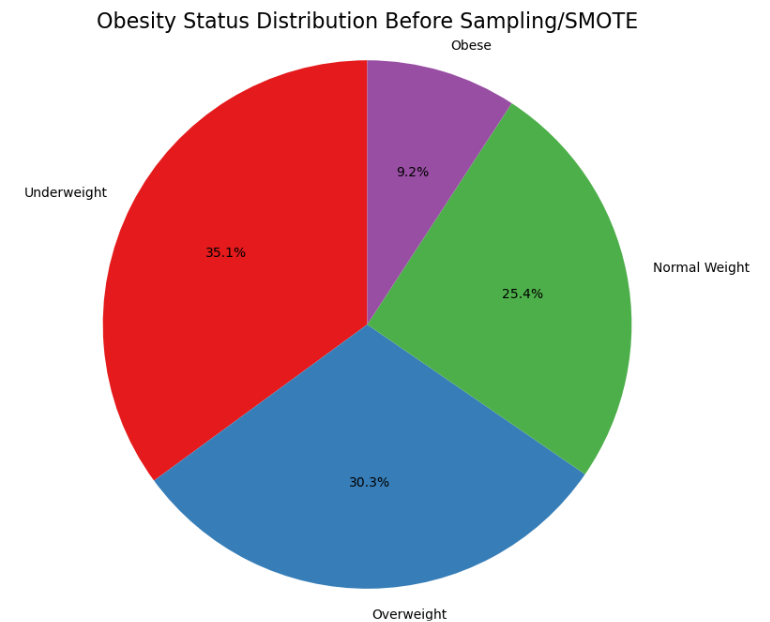 Obesity Status Distribution Before Sampling/SMOTE
Obese
9.2%
Underweight
35.1%
Normal Weight
25.4%
30.3%
Overweight